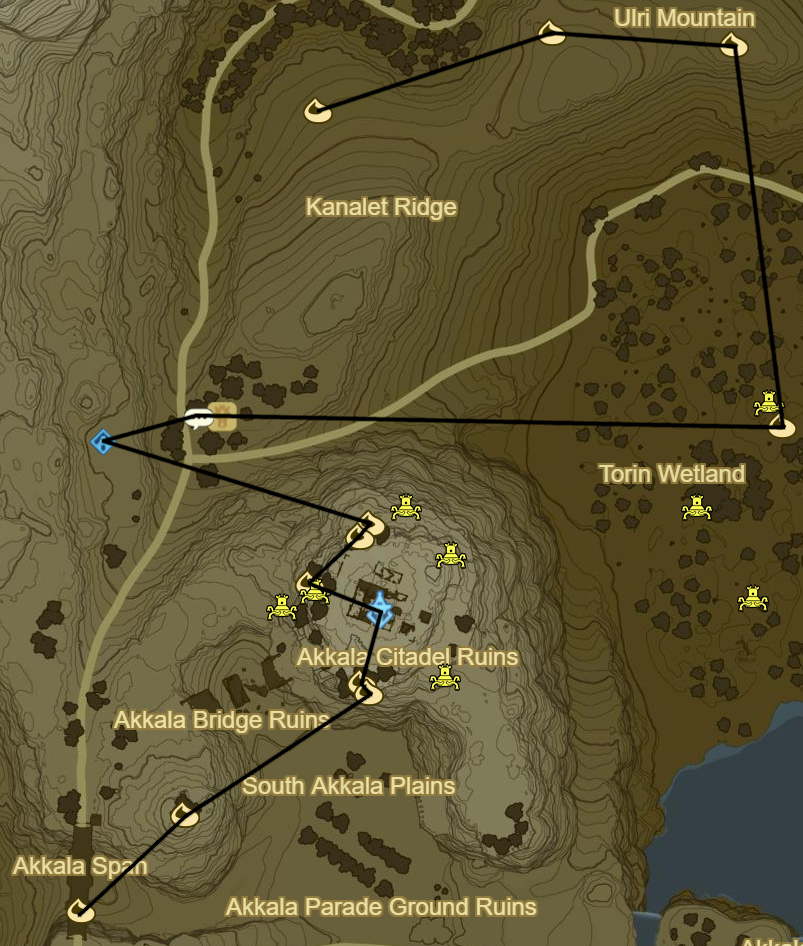 Ulri Mountain
Kanalet Ridge
Torin Wetland
Akkala Citadel Ruins
Akkala Bridge Ruins
South Akkala Plains
Akkala Span
Akkala Parade Ground Ruins